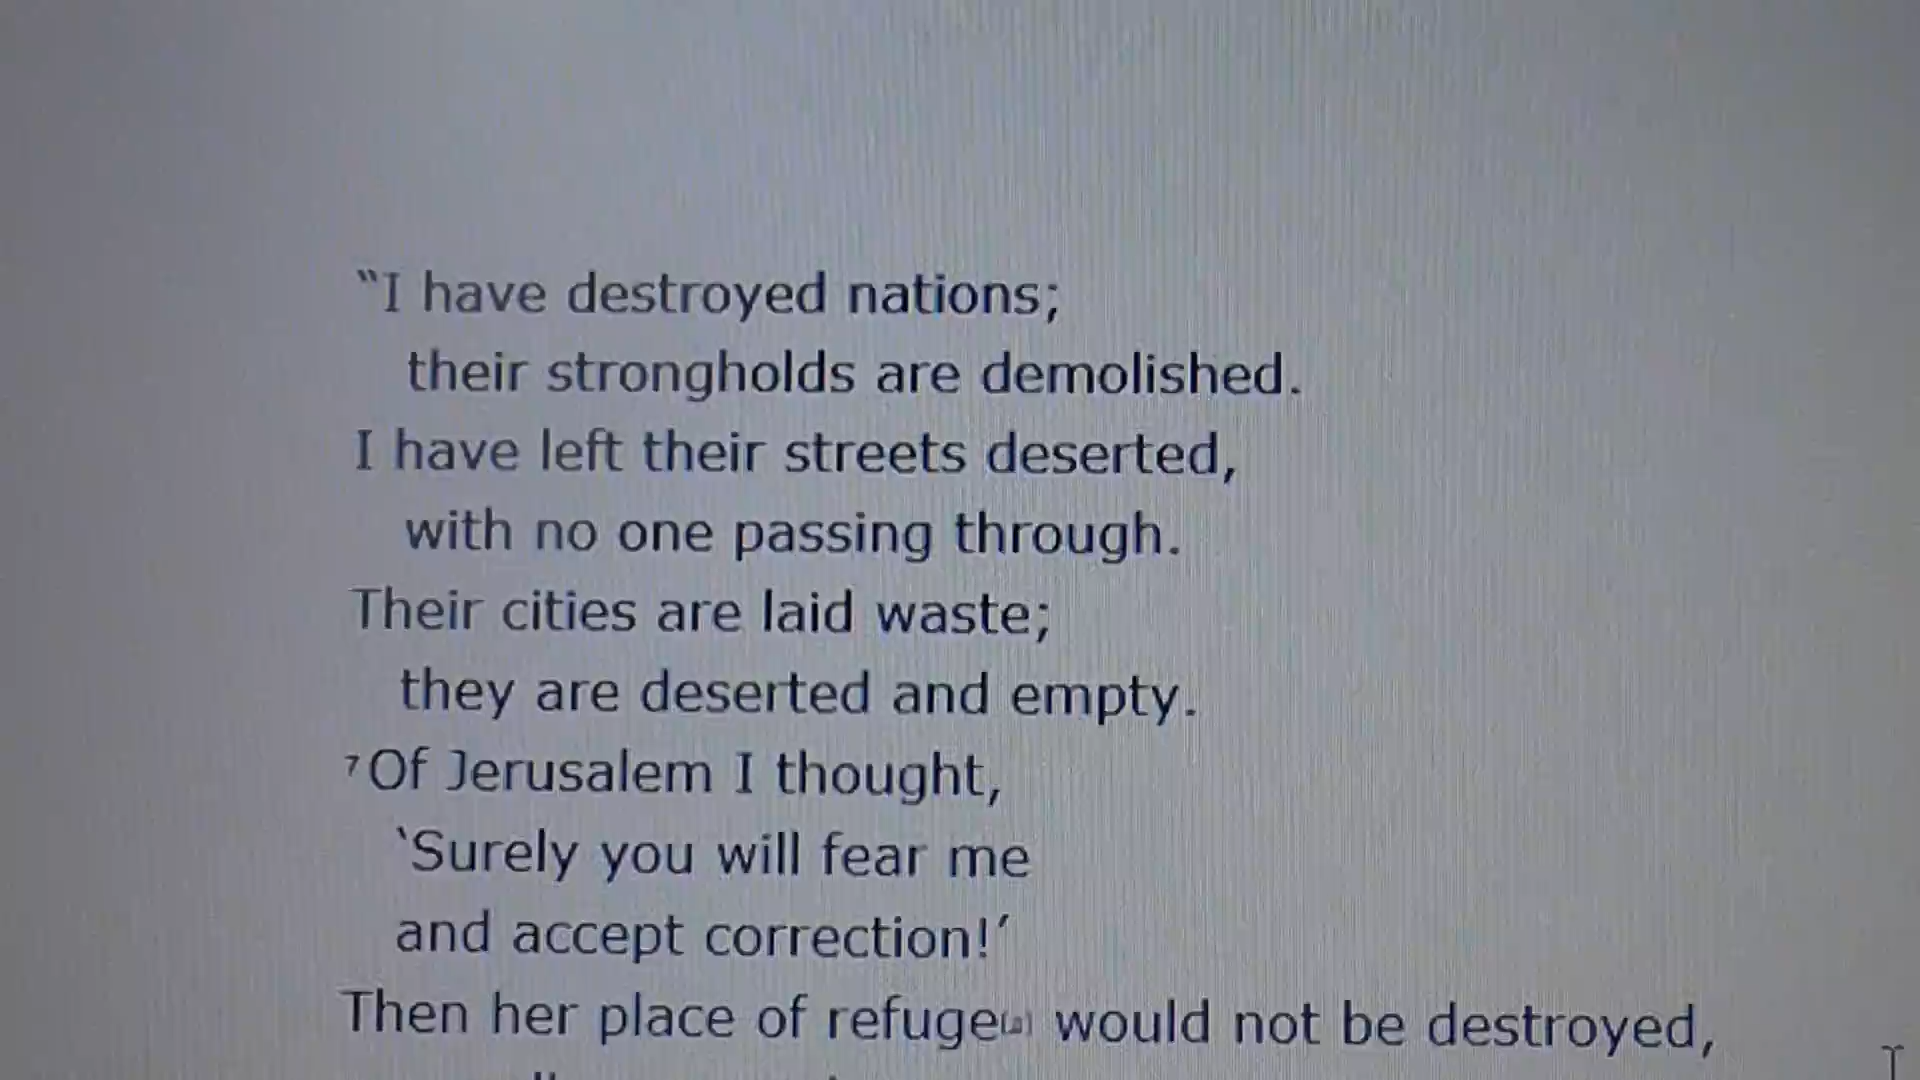 “I have destroyed nations;
their strongholds are demolished.
I have left their streets deserted,
with no one passing through.
Their cities are laid waste;
they are deserted and empty.
7 Of Jerusalem I thought,
‘Surely you will fear me
and accept correction!’
Then her place of refuge[a] would not be destroyed,